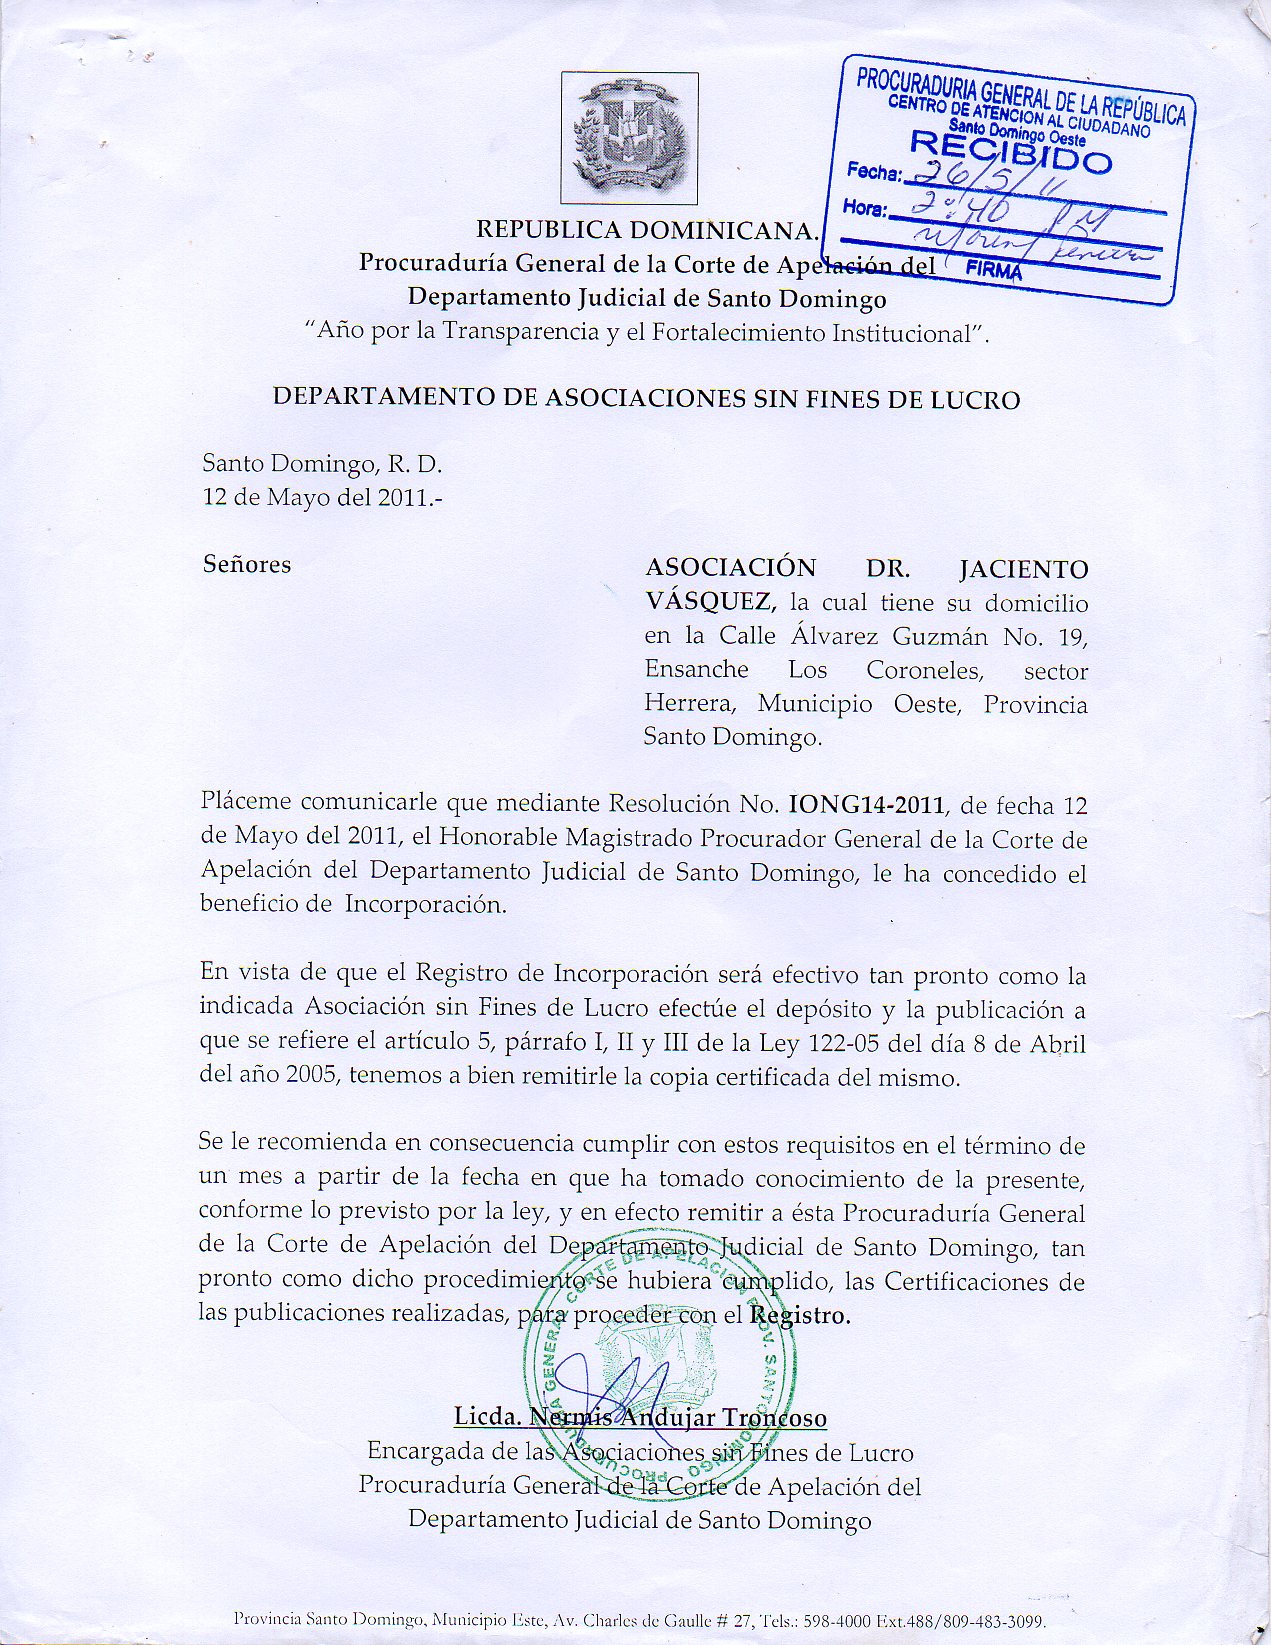 PROCURADURIA GENERAL DE LA REPÚBLICA
CENTRO DE ATENCION AL CIUDADANO
Santo Domingo Oeste
RECIBIDO
Fecha: 26/5/11
Hora: 2:40 PM
FIRMA
REPUBLICA DOMINICANA.
Procuraduría General de la Corte de Apelación del
Departamento Judicial de Santo Domingo
"Año por la Transparencia y el Fortalecimiento Institucional".
DEPARTAMENTO DE ASOCIACIONES SIN FINES DE LUCRO
Santo Domingo, R. D.
12 de Mayo del 2011.-
Señores
ASOCIACIÓN DR. JACIENTO
VÁSQUEZ, la cual tiene su domicilio
en la Calle Álvarez Guzmán No. 19,
Ensanche Los Coroneles, sector
Herrera, Municipio Oeste, Provincia
Santo Domingo.
Pláceme comunicarle que mediante Resolución No. IONG14-2011, de fecha 12
de Mayo del 2011, el Honorable Magistrado Procurador General de la Corte de
Apelación del Departamento Judicial de Santo Domingo, le ha concedido el
beneficio de Incorporación.
En vista de que el Registro de Incorporación será efectivo tan pronto como la
indicada Asociación sin Fines de Lucro efectúe el depósito y la publicación a
que se refiere el artículo 5, párrafo I, II y III de la Ley 122-05 del día 8 de Abril
del año 2005, tenemos a bien remitirle la copia certificada del mismo.
Se le recomienda en consecuencia cumplir con estos requisitos en el término de
un mes a partir de la fecha en que ha tomado conocimiento de la presente,
conforme lo previsto por la ley, y en efecto remitir a ésta Procuraduría General
de la Corte de Apelación del Departamento Judicial de Santo Domingo, tan
pronto como dicho procedimiento se hubiera cumplido, las Certificaciones de
las publicaciones realizadas, para proceder con el Registro.
PROCURADURIA GENERAL CORTE DE APELACION PROV. SANTO DOMINGO
Licda. Nermis Andujar Troncoso
Encargada de las Asociaciones sin Fines de Lucro
Procuraduría General de la Corte de Apelación del
Departamento Judicial de Santo Domingo
Provincia Santo Domingo, Municipio Este, Av. Charles de Gaulle # 27, Tels.: 598-4000 Ext.488/809-483-3099.